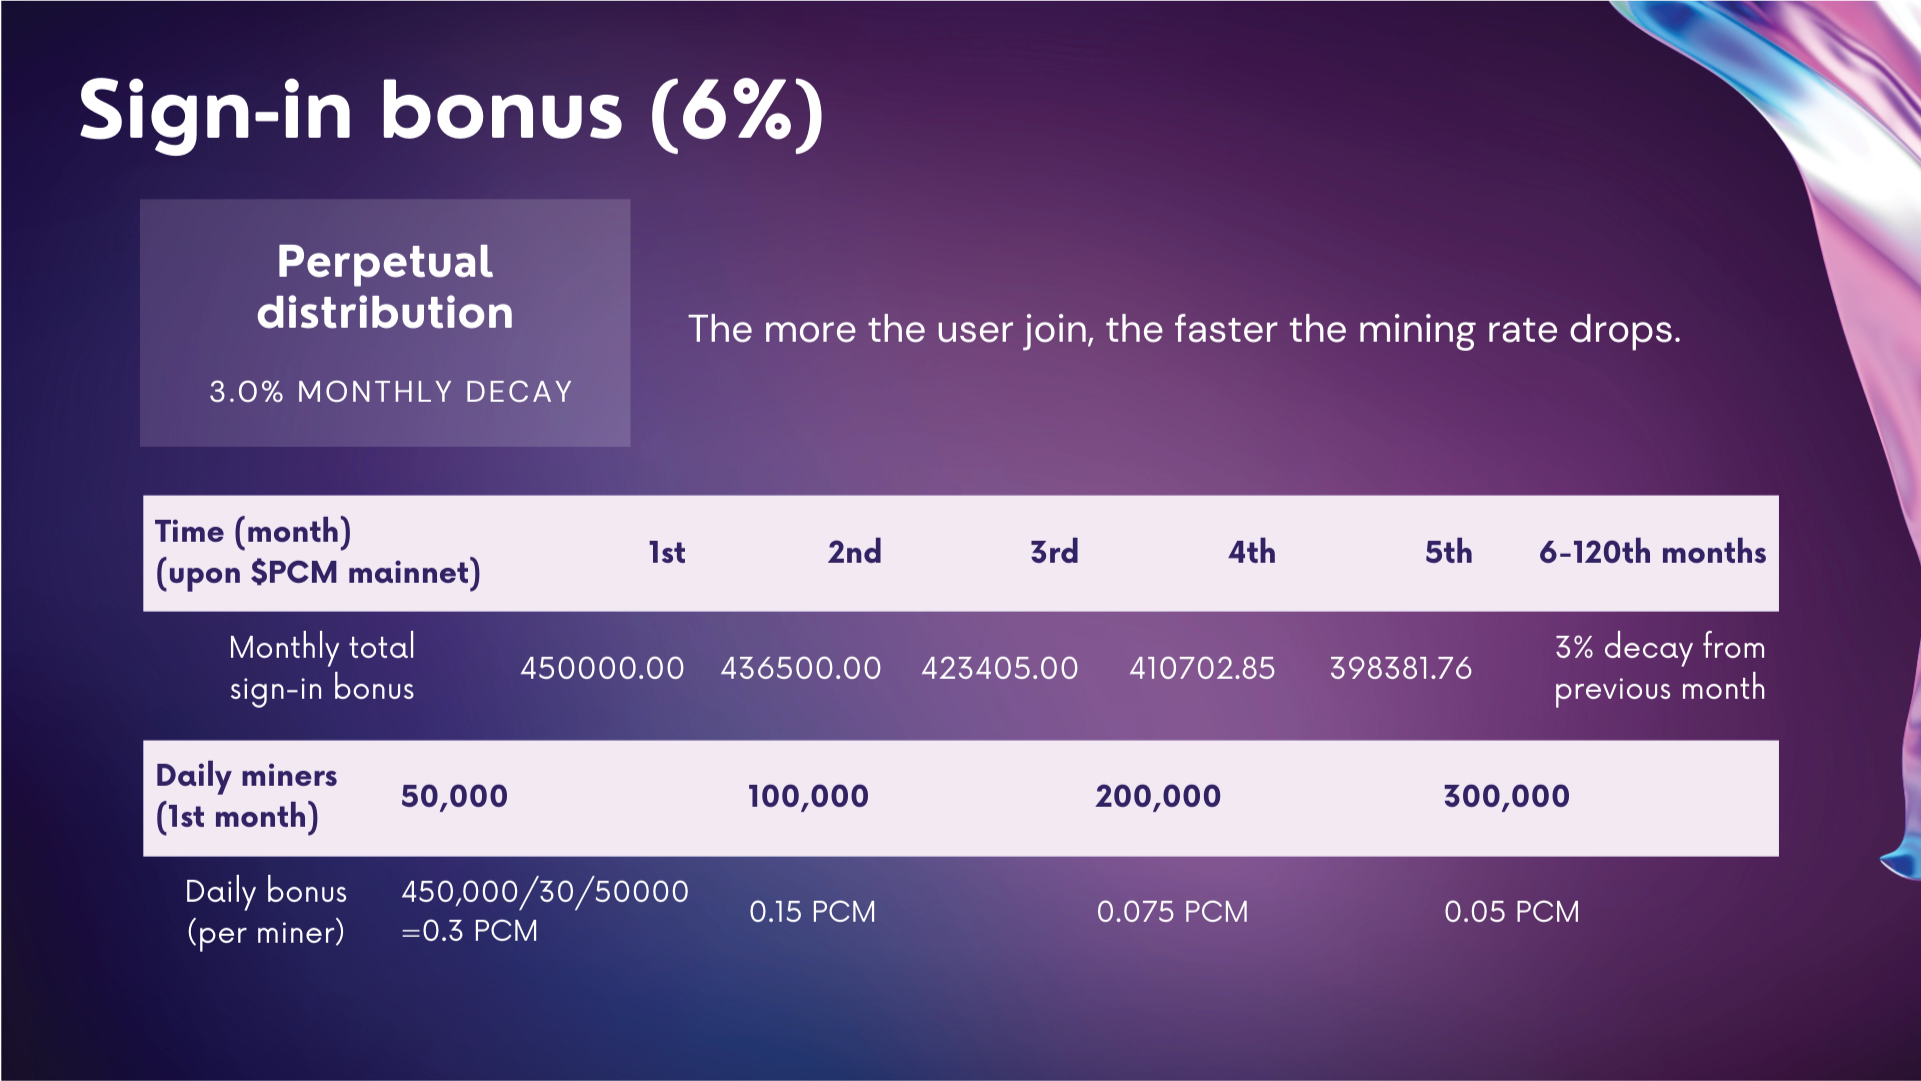 Sign-in bonus (6%)
Perpetual
distribution
3.0% MONTHLY DECAY
The more the user join, the faster the mining rate drops.
Time (month)
(upon $PCM mainnet)
1st 2nd 3rd 4th 5th 6-120th months
Monthly total
sign-in bonus
450000.00 436500.00 423405.00 410702.85 398381.76
3% decay from
previous month
Daily miners
(1st month)
50,000 100,000 200,000 300,000
Daily bonus
(per miner)
450,000/30/50000
=0.3 PCM
0.15 PCM 0.075 PCM 0.05 PCM